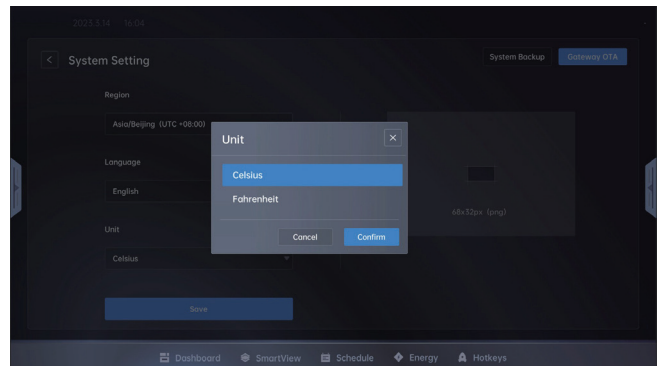 2023.3.14 16:04
System Setting
System Backup
Gateway OTA
Region
Asia/Beijing (UTC +08:00)
Unit
Language
Celsius
English
Fahrenheit
68x32px (png)
Unit
Cancel
Confirm
Celsius
Save
Dashboard
SmartView
Schedule
Energy
Hotkeys